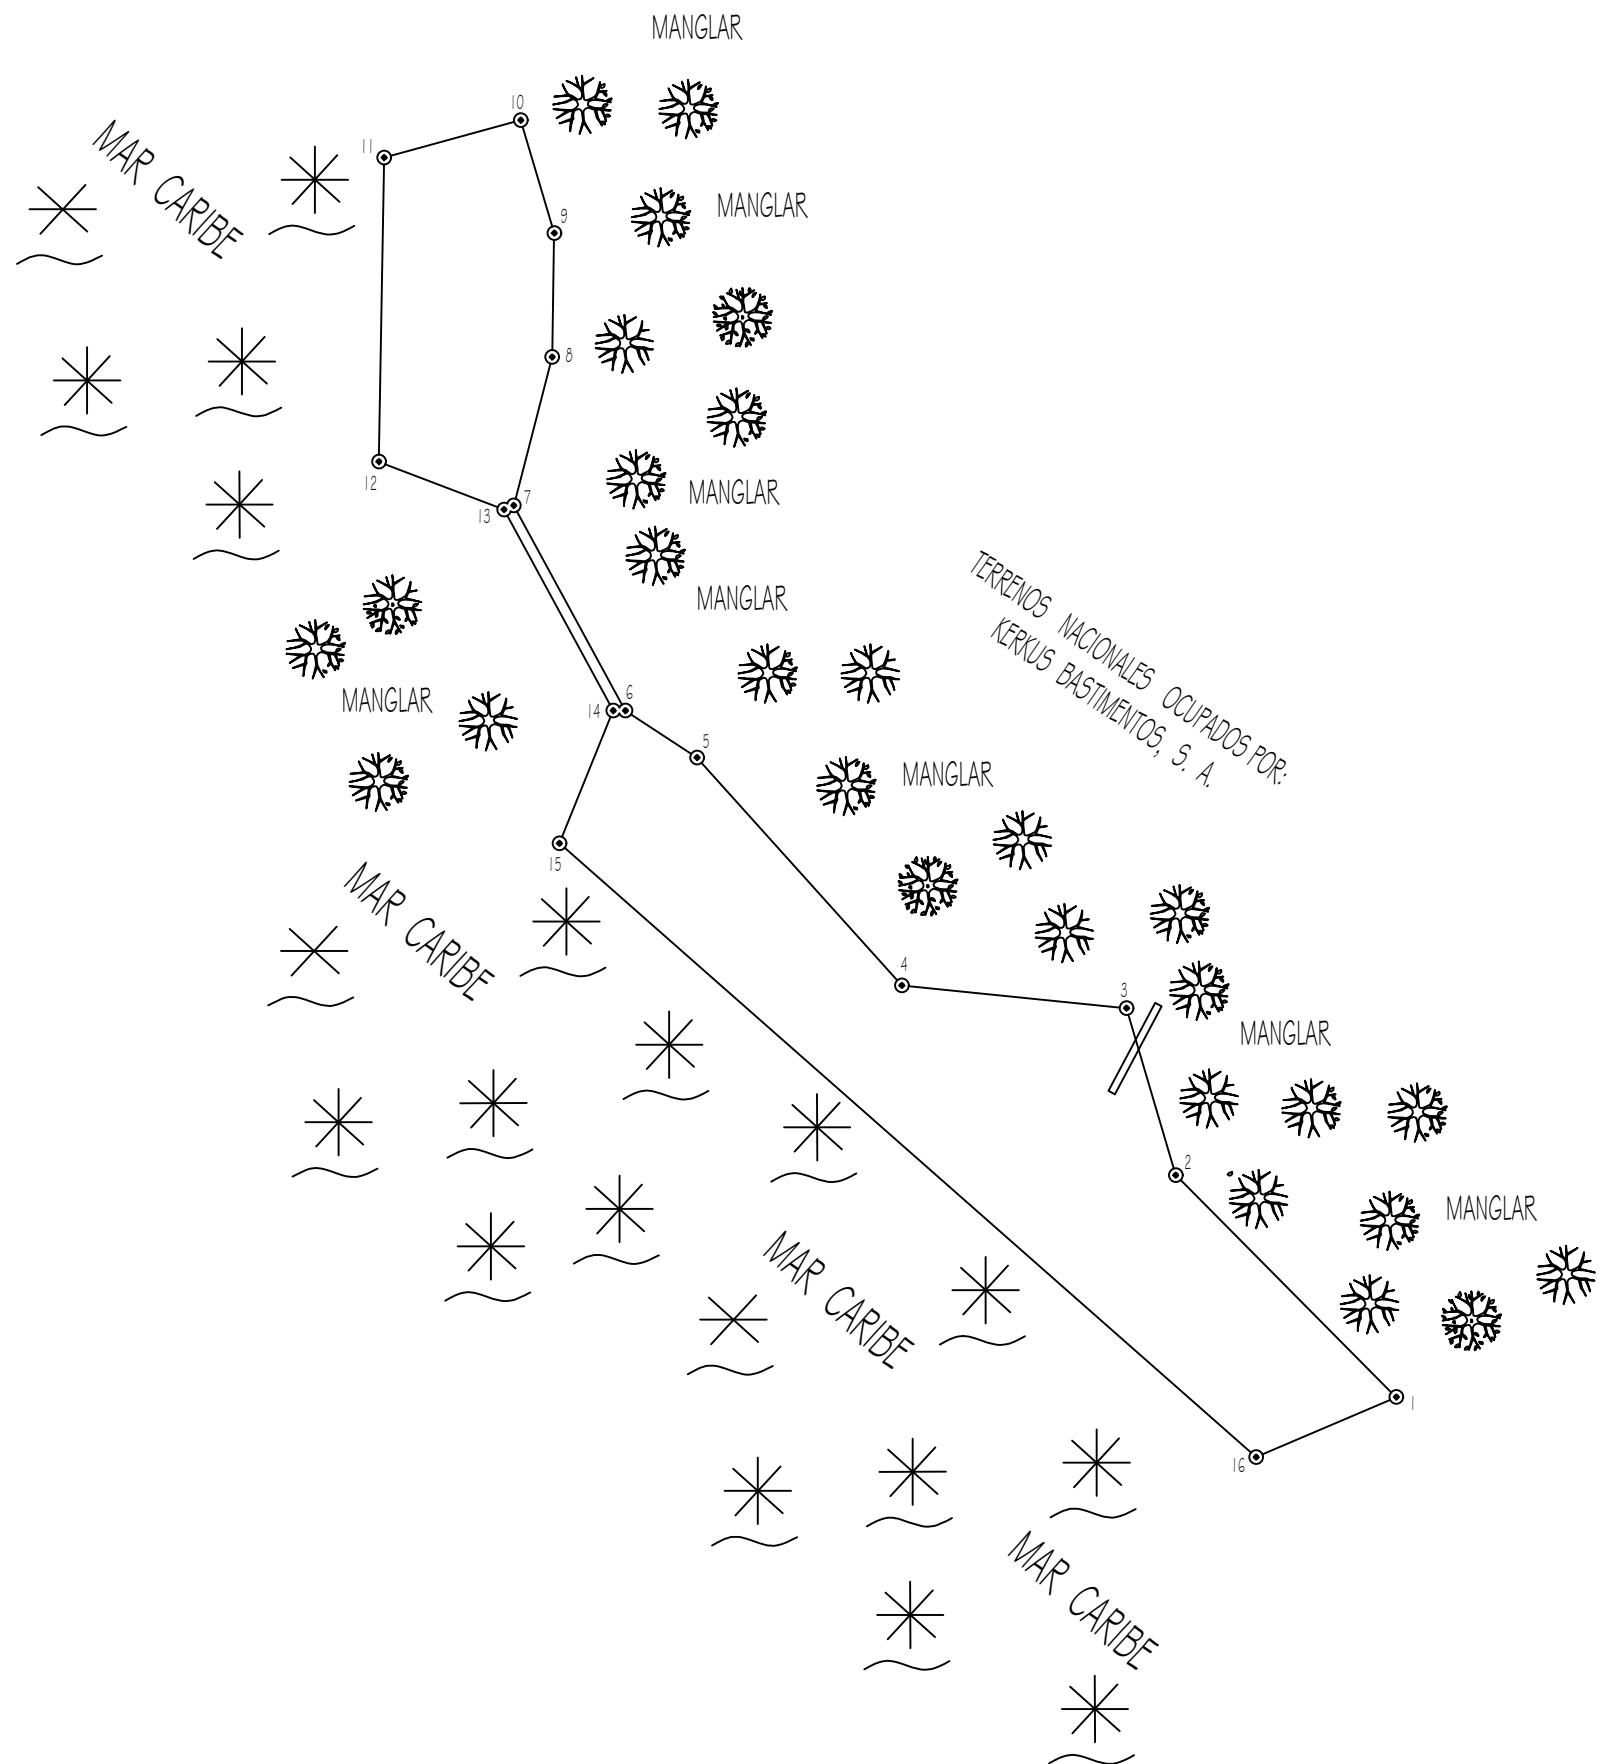 MANGLAR
10
11
MAR CARIBE
9
MANGLAR
8
12
7
13
MANGLAR
MANGLAR
TERRENOS NACIONALES OCUPADOS POR:
KERKUS BASTIMENTOS, S. A.
MANGLAR
6
14
5
MANGLAR
15
MAR CARIBE
4
3
MANGLAR
2
MANGLAR
MAR CARIBE
1
16
MAR CARIBE